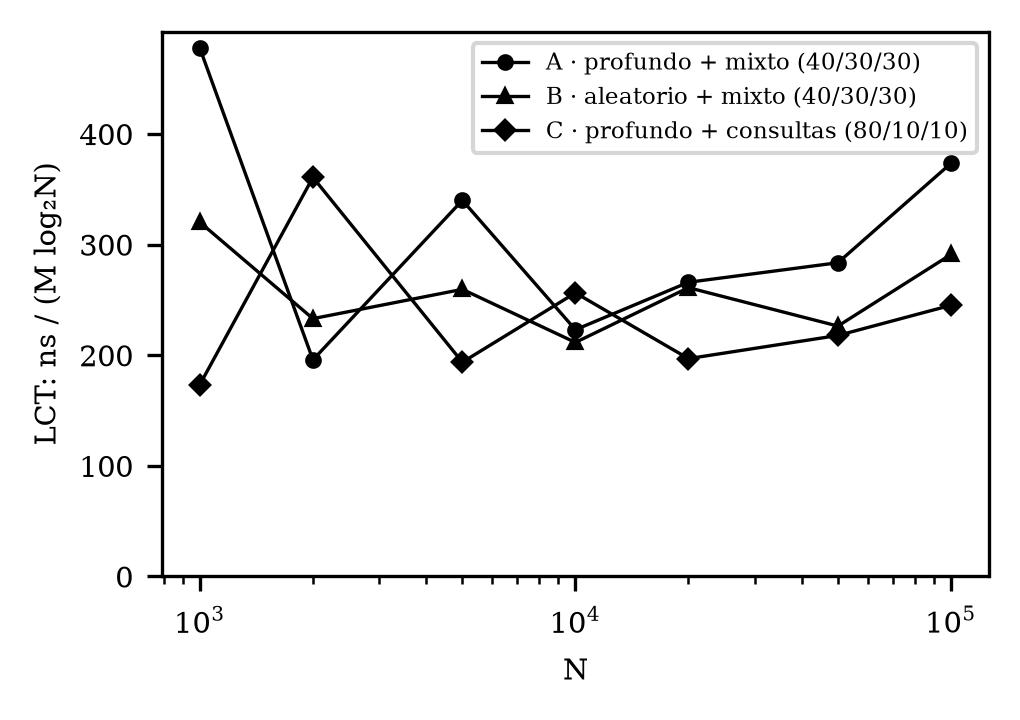 A · profundo + mixto (40/30/30)
B · aleatorio + mixto (40/30/30)
C · profundo + consultas (80/10/10)
LCT: ns / (M log₂N)
400
300
200
100
0
10³
10⁴
10⁵
N